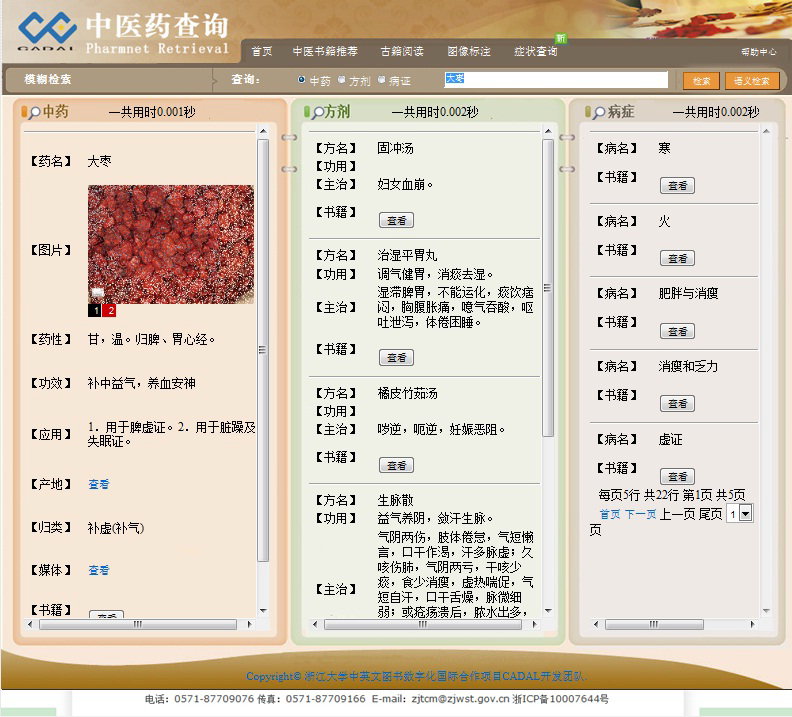 中医药查询
CADAL
Pharmnet Retrieval
首页 中医书籍推荐 古籍阅读 图像标注 症状查询 新 帮助中心
模糊检索 查询： 中药 方剂 病证 大枣 检索 语义检索
中药 一共用时0.001秒
【药名】 大枣
【图片】
1 2
【药性】 甘，温。归脾、胃心经。
【功效】 补中益气，养血安神
【应用】 1．用于脾虚证。2．用于脏躁及
失眠证。
【产地】 查看
【归类】 补虚(补气)
【媒体】 查看
【书籍】 查看
方剂 一共用时0.002秒
【方名】 固冲汤
【功用】
【主治】 妇女血崩。
【书籍】 查看
【方名】 治湿平胃丸
【功用】 调气健胃，消痰去湿。
【主治】 湿滞脾胃，不能运化，痰饮痞
闷，胸腹胀痛，噫气吞酸，呕
吐泄泻，体倦困睡。
【书籍】 查看
【方名】 橘皮竹茹汤
【功用】
【主治】 哕逆，呃逆，妊娠恶阻。
【书籍】 查看
【方名】 生脉散
【功用】 益气养阴，敛汗生脉。
【主治】 气阴两伤，肢体倦怠，气短懒
言，口干作渴，汗多脉虚；久
咳伤肺，气阴两亏，干咳少
痰，食少消瘦，虚热喘促，气
短自汗，口干舌燥，脉微细
弱；或疮疡溃后，脓水出多，
病症 一共用时0.002秒
【病名】 寒
【书籍】 查看
【病名】 火
【书籍】 查看
【病名】 肥胖与消瘦
【书籍】 查看
【病名】 消瘦和乏力
【书籍】 查看
【病名】 虚证
【书籍】 查看
每页5行 共22行 第1页 共5页
首页 下一页 上一页 尾页 1
页
Copyright© 浙江大学中英文图书数字化国际合作项目CADAL开发团队.
电话：0571-87709076 传真：0571-87709166 E-mail：zjtcm@zjwst.gov.cn 浙ICP备10007644号